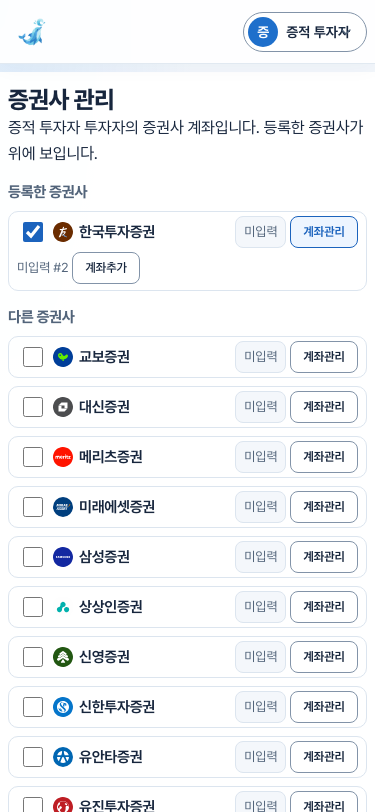 증 증적 투자자
증권사 관리
증적 투자자 투자자의 증권사 계좌입니다. 등록한 증권사가
위에 보입니다.
등록한 증권사
한국투자증권 미입력 계좌관리
미입력 #2 계좌추가
다른 증권사
교보증권 미입력 계좌관리
대신증권 미입력 계좌관리
meritz 메리츠증권 미입력 계좌관리
미래에셋증권 미입력 계좌관리
삼성증권 미입력 계좌관리
상상인증권 미입력 계좌관리
신영증권 미입력 계좌관리
신한투자증권 미입력 계좌관리
유안타증권 미입력 계좌관리
유진투자증권 미입력 계좌관리